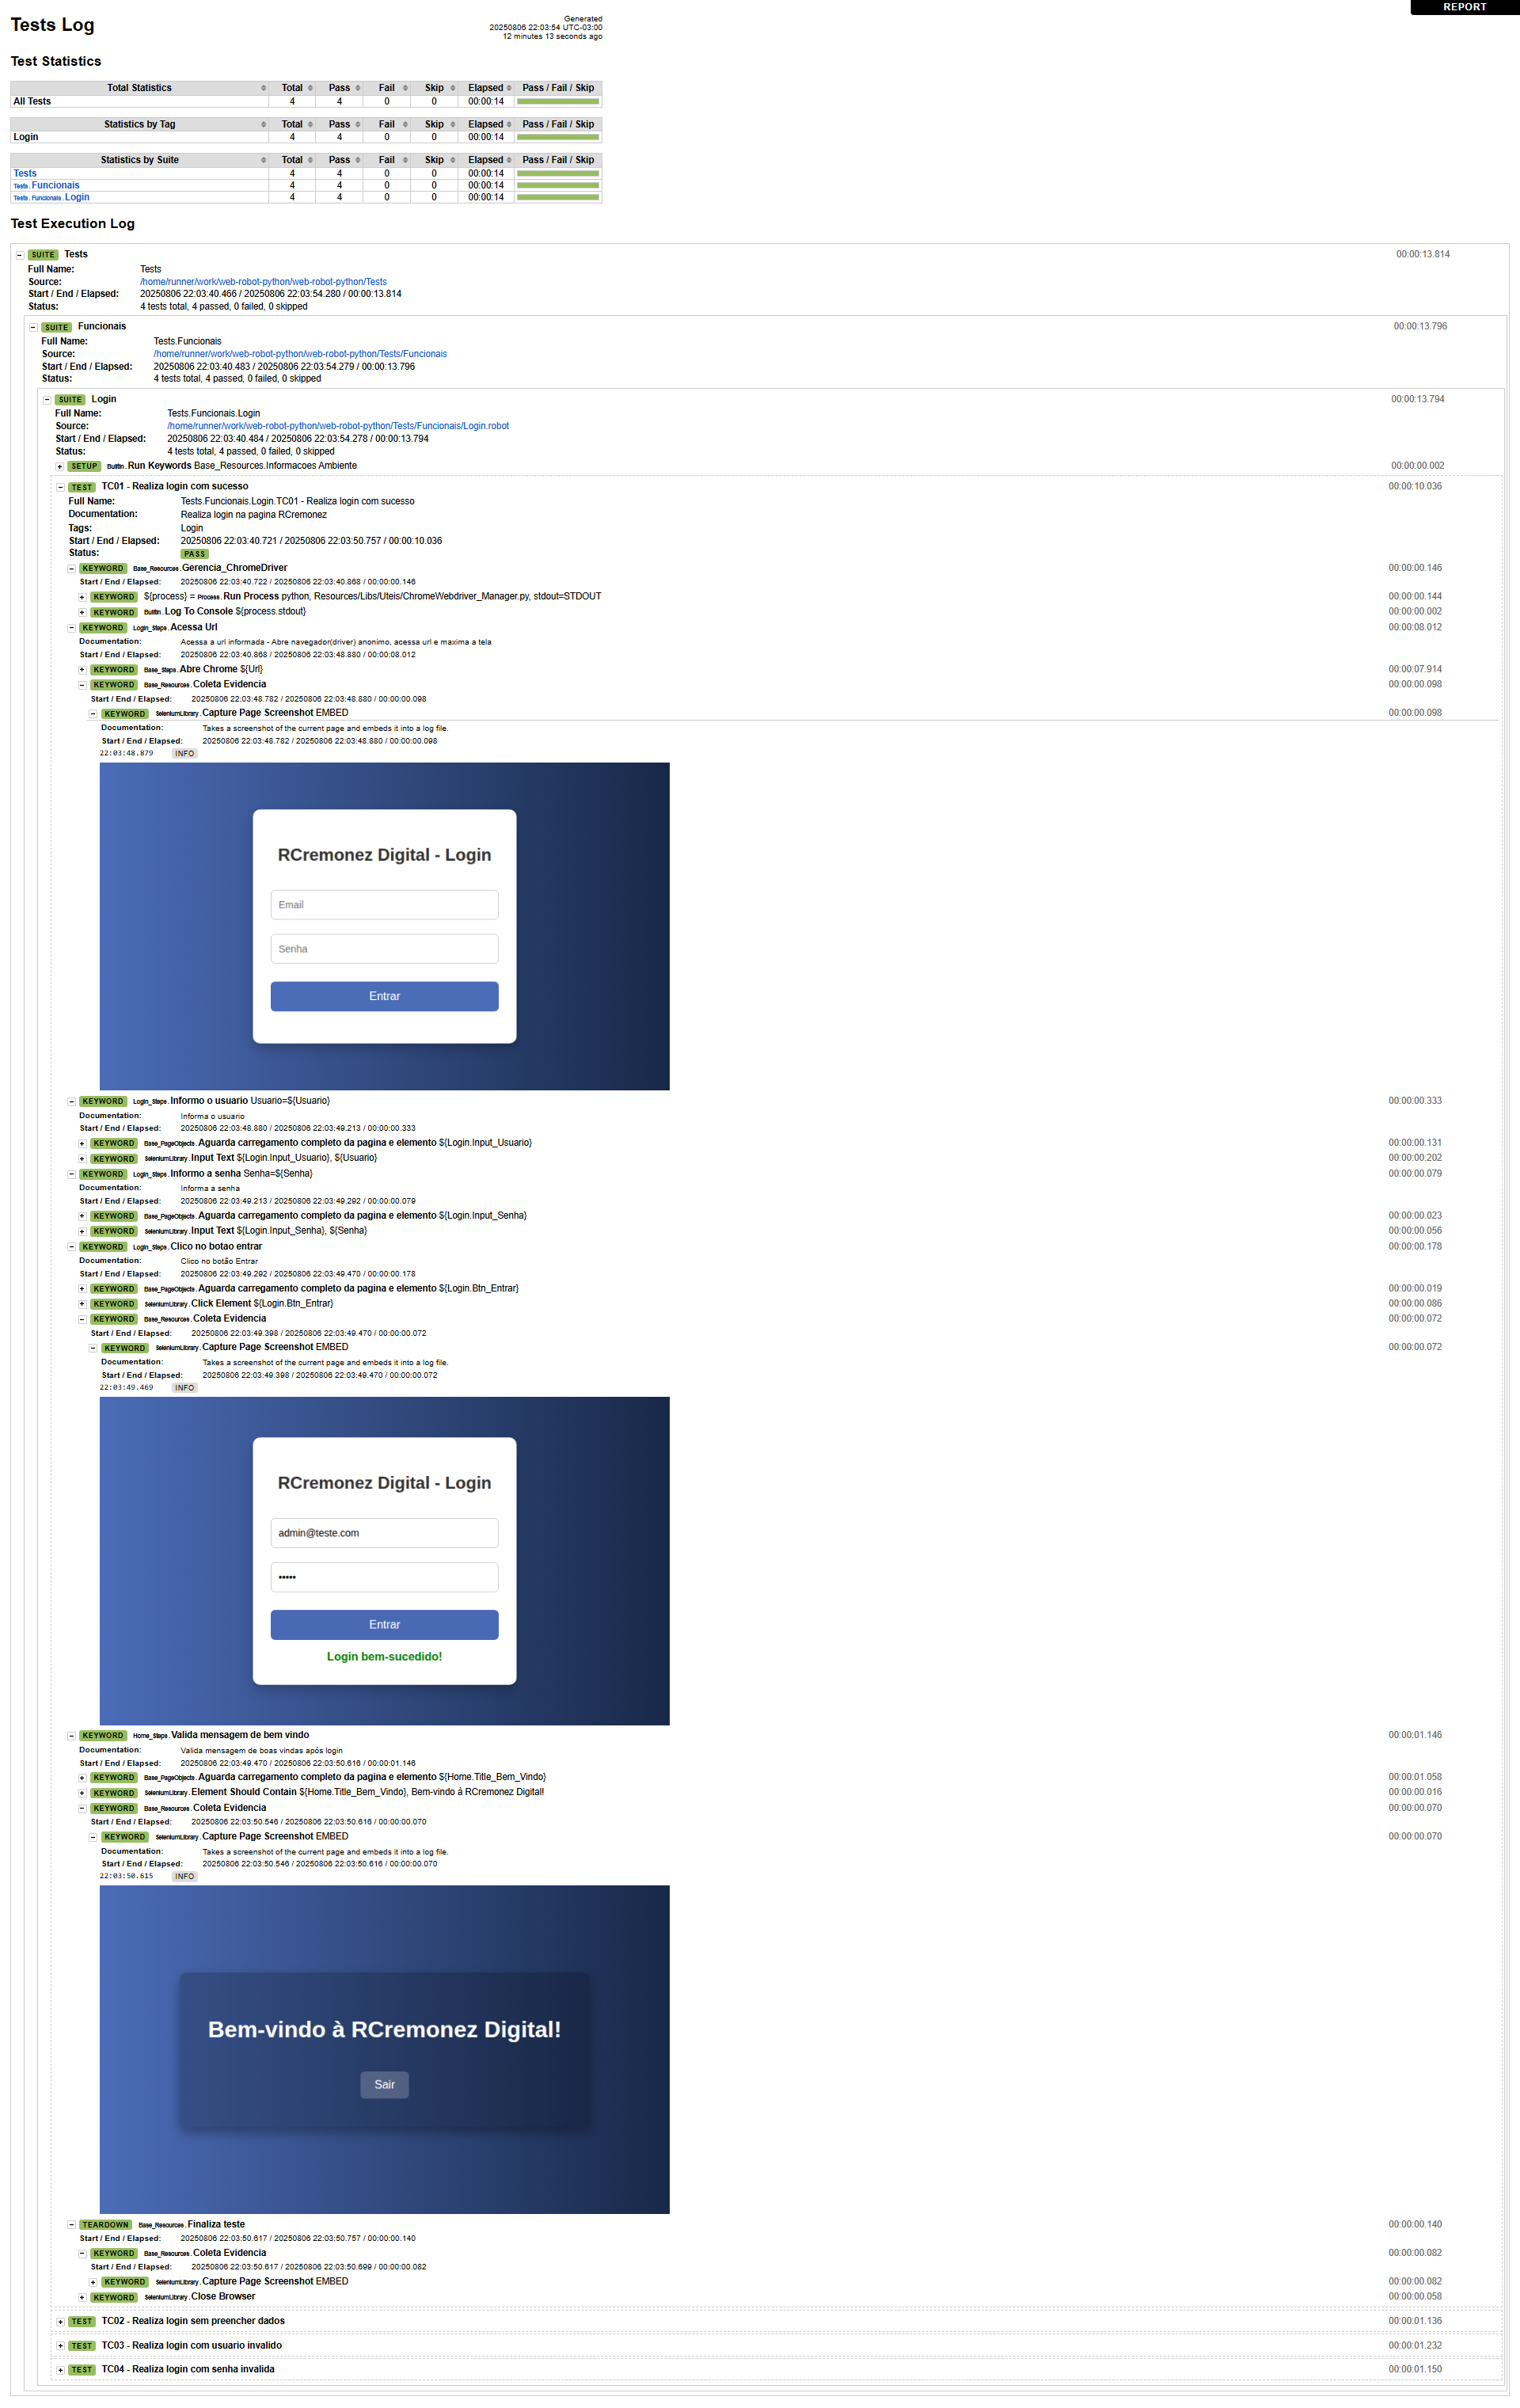 REPORT
Tests Log
Generated
20250806 22:03:54 UTC-03:00
12 minutes 13 seconds ago
Test Statistics
Total Statistics Total Pass Fail Skip Elapsed Pass / Fail / Skip
All Tests 4 4 0 0 00:00:14
Statistics by Tag Total Pass Fail Skip Elapsed Pass / Fail / Skip
Login 4 4 0 0 00:00:14
Statistics by Suite Total Pass Fail Skip Elapsed Pass / Fail / Skip
Tests 4 4 0 0 00:00:14
Tests . Funcionais 4 4 0 0 00:00:14
Tests . Funcionais . Login 4 4 0 0 00:00:14
Test Execution Log
SUITE Tests 00:00:13.814
Full Name: Tests
Source: /home/runner/work/web-robot-python/web-robot-python/Tests
Start / End / Elapsed: 20250806 22:03:40.466 / 20250806 22:03:54.280 / 00:00:13.814
Status: 4 tests total, 4 passed, 0 failed, 0 skipped
SUITE Funcionais 00:00:13.796
Full Name: Tests.Funcionais
Source: /home/runner/work/web-robot-python/web-robot-python/Tests/Funcionais
Start / End / Elapsed: 20250806 22:03:40.483 / 20250806 22:03:54.279 / 00:00:13.796
Status: 4 tests total, 4 passed, 0 failed, 0 skipped
SUITE Login 00:00:13.794
Full Name: Tests.Funcionais.Login
Source: /home/runner/work/web-robot-python/web-robot-python/Tests/Funcionais/Login.robot
Start / End / Elapsed: 20250806 22:03:40.484 / 20250806 22:03:54.278 / 00:00:13.794
Status: 4 tests total, 4 passed, 0 failed, 0 skipped
SETUP BuiltIn . Run Keywords Base_Resources.Informacoes Ambiente 00:00:00.002
TEST TC01 - Realiza login com sucesso 00:00:10.036
Full Name: Tests.Funcionais.Login.TC01 - Realiza login com sucesso
Documentation: Realiza login na pagina RCremonez
Tags: Login
Start / End / Elapsed: 20250806 22:03:40.721 / 20250806 22:03:50.757 / 00:00:10.036
Status: PASS
KEYWORD Base_Resources . Gerencia_ChromeDriver 00:00:00.146
Start / End / Elapsed: 20250806 22:03:40.722 / 20250806 22:03:40.868 / 00:00:00.146
KEYWORD ${process} = Process . Run Process python, Resources/Libs/Uteis/ChromeWebdriver_Manager.py, stdout=STDOUT 00:00:00.144
KEYWORD BuiltIn . Log To Console ${process.stdout} 00:00:00.002
KEYWORD Login_Steps . Acessa Url 00:00:08.012
Documentation: Acessa a url informada - Abre navegador(driver) anonimo, acessa url e maxima a tela
Start / End / Elapsed: 20250806 22:03:40.868 / 20250806 22:03:48.880 / 00:00:08.012
KEYWORD Base_Steps . Abre Chrome ${Url} 00:00:07.914
KEYWORD Base_Resources . Coleta Evidencia 00:00:00.098
Start / End / Elapsed: 20250806 22:03:48.782 / 20250806 22:03:48.880 / 00:00:00.098
KEYWORD SeleniumLibrary . Capture Page Screenshot EMBED 00:00:00.098
Documentation: Takes a screenshot of the current page and embeds it into a log file.
Start / End / Elapsed: 20250806 22:03:48.782 / 20250806 22:03:48.880 / 00:00:00.098
22:03:48.879 INFO
RCremonez Digital - Login
Email
Senha
Entrar
KEYWORD Login_Steps . Informo o usuario Usuario=${Usuario} 00:00:00.333
Documentation: Informa o usuario
Start / End / Elapsed: 20250806 22:03:48.880 / 20250806 22:03:49.213 / 00:00:00.333
KEYWORD Base_PageObjects . Aguarda carregamento completo da pagina e elemento ${Login.Input_Usuario} 00:00:00.131
KEYWORD SeleniumLibrary . Input Text ${Login.Input_Usuario}, ${Usuario} 00:00:00.202
KEYWORD Login_Steps . Informo a senha Senha=${Senha} 00:00:00.079
Documentation: Informa a senha
Start / End / Elapsed: 20250806 22:03:49.213 / 20250806 22:03:49.292 / 00:00:00.079
KEYWORD Base_PageObjects . Aguarda carregamento completo da pagina e elemento ${Login.Input_Senha} 00:00:00.023
KEYWORD SeleniumLibrary . Input Text ${Login.Input_Senha}, ${Senha} 00:00:00.056
KEYWORD Login_Steps . Clico no botao entrar 00:00:00.178
Documentation: Clico no botão Entrar
Start / End / Elapsed: 20250806 22:03:49.292 / 20250806 22:03:49.470 / 00:00:00.178
KEYWORD Base_PageObjects . Aguarda carregamento completo da pagina e elemento ${Login.Btn_Entrar} 00:00:00.019
KEYWORD SeleniumLibrary . Click Element ${Login.Btn_Entrar} 00:00:00.086
KEYWORD Base_Resources . Coleta Evidencia 00:00:00.072
Start / End / Elapsed: 20250806 22:03:49.398 / 20250806 22:03:49.470 / 00:00:00.072
KEYWORD SeleniumLibrary . Capture Page Screenshot EMBED 00:00:00.072
Documentation: Takes a screenshot of the current page and embeds it into a log file.
Start / End / Elapsed: 20250806 22:03:49.398 / 20250806 22:03:49.470 / 00:00:00.072
22:03:49.469 INFO
RCremonez Digital - Login
admin@teste.com
•••••
Entrar
Login bem-sucedido!
KEYWORD Home_Steps . Valida mensagem de bem vindo 00:00:01.146
Documentation: Valida mensagem de boas vindas após login
Start / End / Elapsed: 20250806 22:03:49.470 / 20250806 22:03:50.616 / 00:00:01.146
KEYWORD Base_PageObjects . Aguarda carregamento completo da pagina e elemento ${Home.Title_Bem_Vindo} 00:00:01.058
KEYWORD SeleniumLibrary . Element Should Contain ${Home.Title_Bem_Vindo}, Bem-vindo à RCremonez Digital! 00:00:00.016
KEYWORD Base_Resources . Coleta Evidencia 00:00:00.070
Start / End / Elapsed: 20250806 22:03:50.546 / 20250806 22:03:50.616 / 00:00:00.070
KEYWORD SeleniumLibrary . Capture Page Screenshot EMBED 00:00:00.070
Documentation: Takes a screenshot of the current page and embeds it into a log file.
Start / End / Elapsed: 20250806 22:03:50.546 / 20250806 22:03:50.616 / 00:00:00.070
22:03:50.615 INFO
Bem-vindo à RCremonez Digital!
Sair
TEARDOWN Base_Resources . Finaliza teste 00:00:00.140
Start / End / Elapsed: 20250806 22:03:50.617 / 20250806 22:03:50.757 / 00:00:00.140
KEYWORD Base_Resources . Coleta Evidencia 00:00:00.082
Start / End / Elapsed: 20250806 22:03:50.617 / 20250806 22:03:50.699 / 00:00:00.082
KEYWORD SeleniumLibrary . Capture Page Screenshot EMBED 00:00:00.082
KEYWORD SeleniumLibrary . Close Browser 00:00:00.058
TEST TC02 - Realiza login sem preencher dados 00:00:01.136
TEST TC03 - Realiza login com usuario invalido 00:00:01.232
TEST TC04 - Realiza login com senha invalida 00:00:01.150